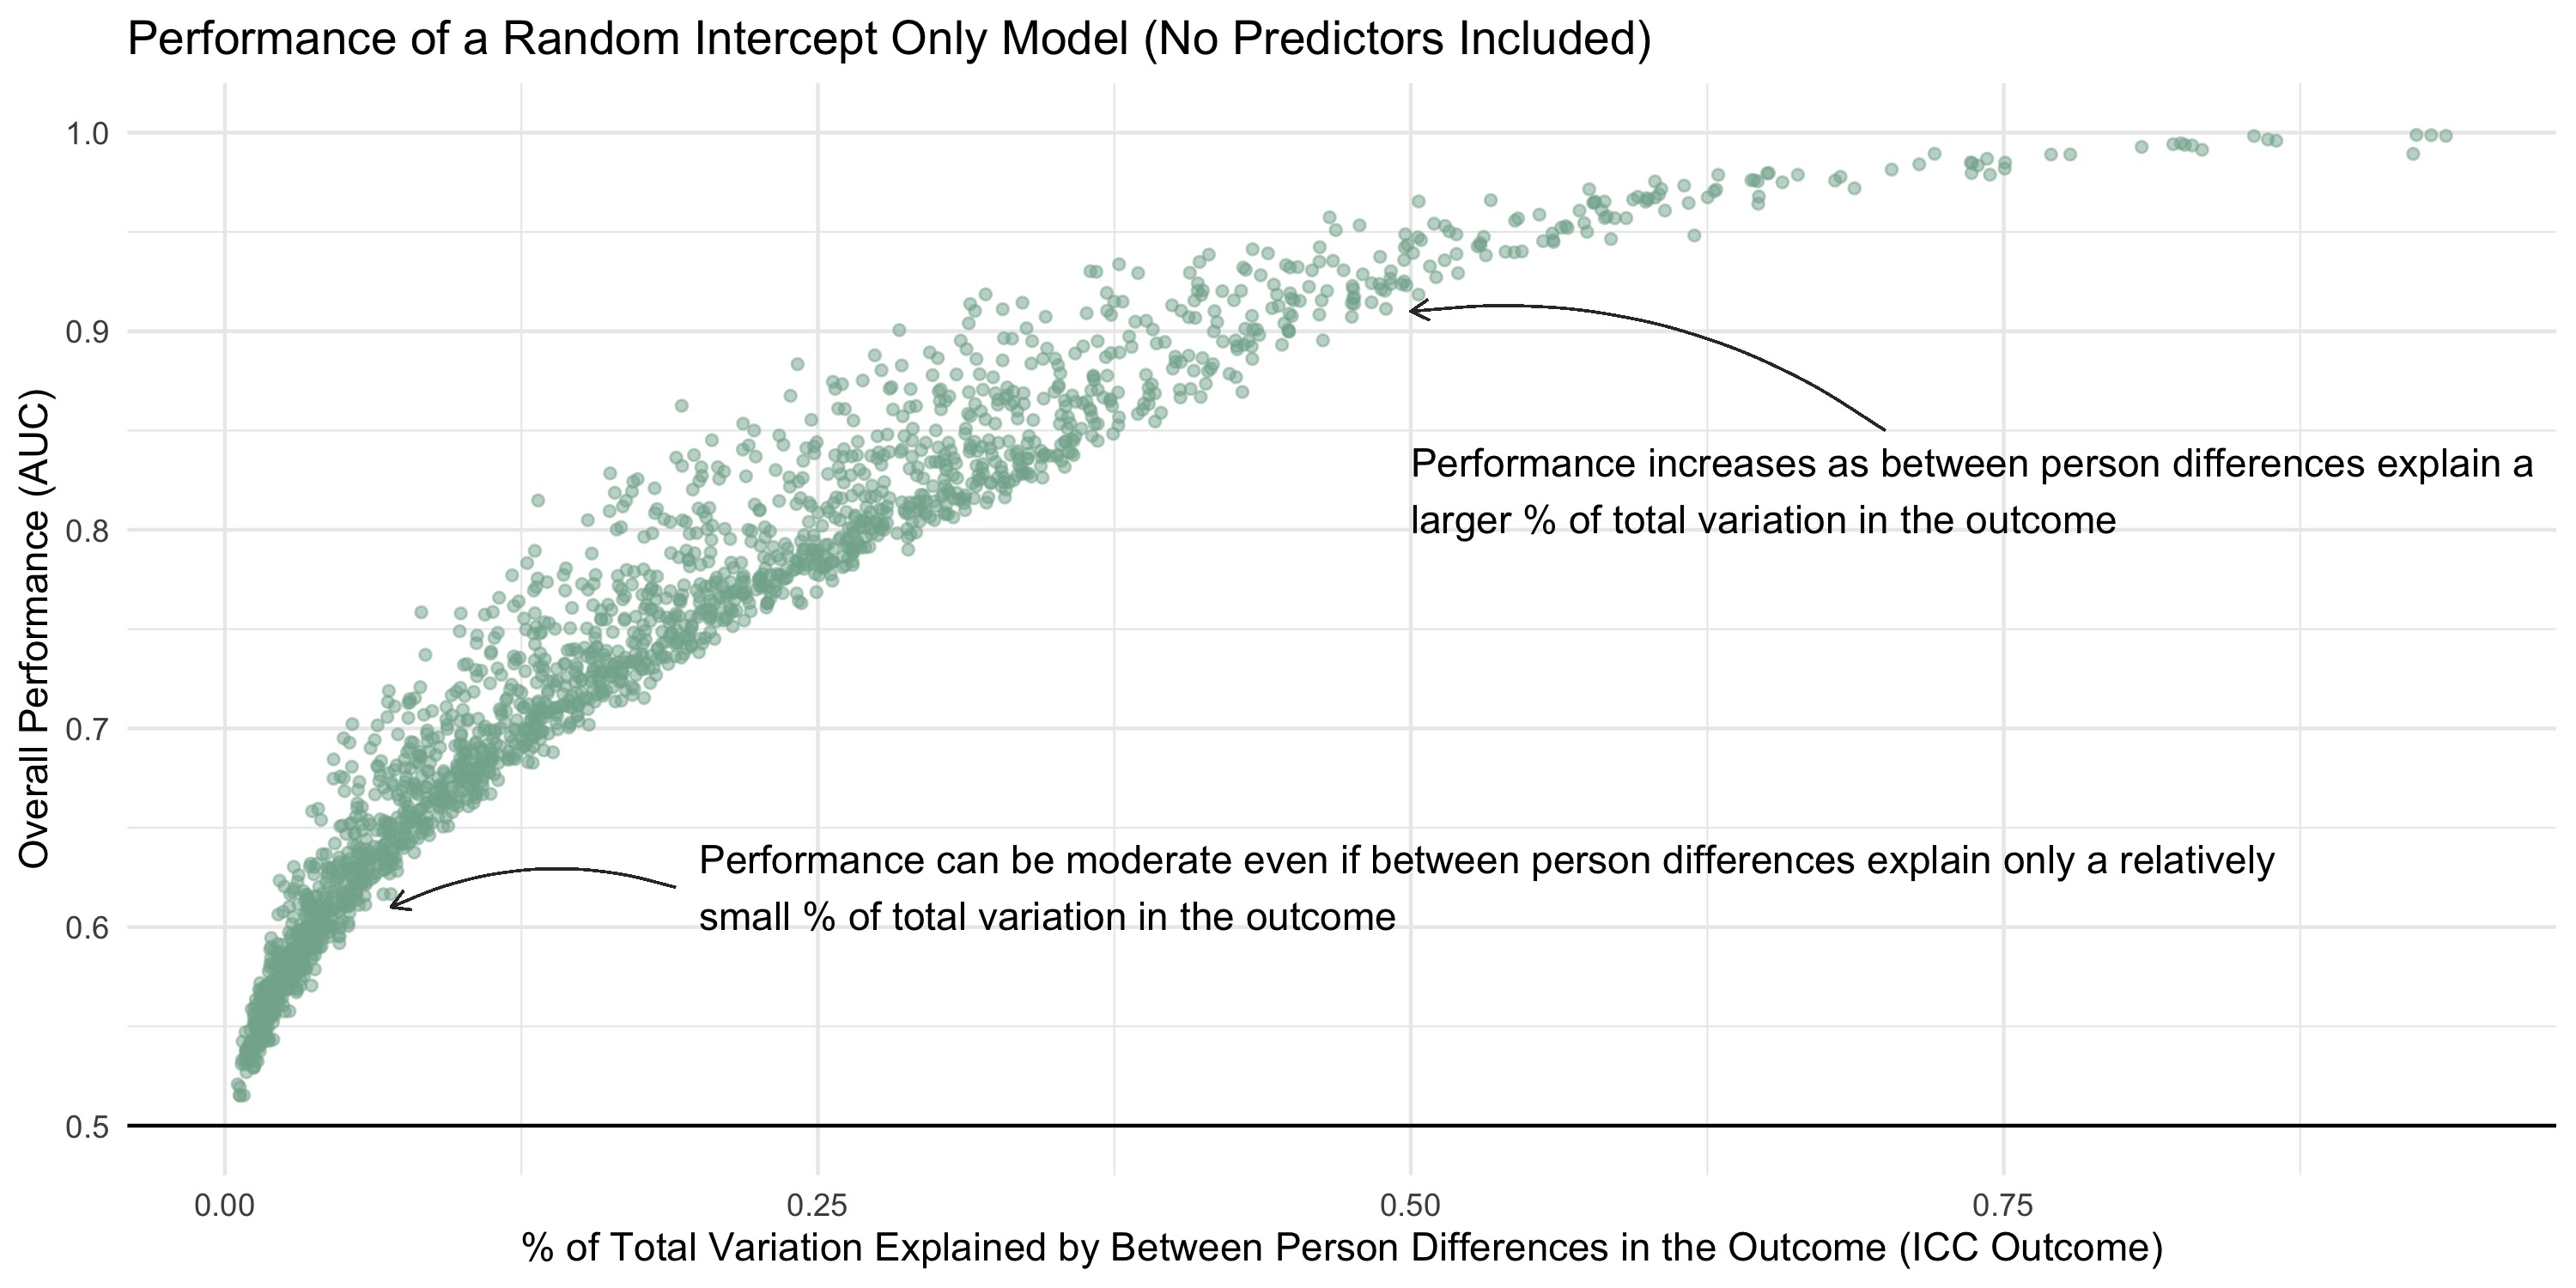 Performance of a Random Intercept Only Model (No Predictors Included)
Overall Performance (AUC)
1.0
0.9
0.8
0.7
0.6
0.5
Performance increases as between person differences explain a
larger % of total variation in the outcome
Performance can be moderate even if between person differences explain only a relatively
small % of total variation in the outcome
0.00
0.25
0.50
0.75
% of Total Variation Explained by Between Person Differences in the Outcome (ICC Outcome)